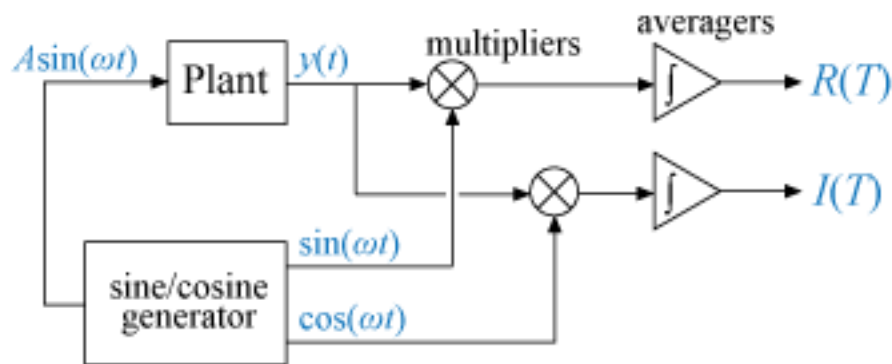 averagers
multipliers
Asin(ωt)
Plant
y(t)
∫
R(T)
∫
I(T)
sin(ωt)
sine/cosine
generator
cos(ωt)